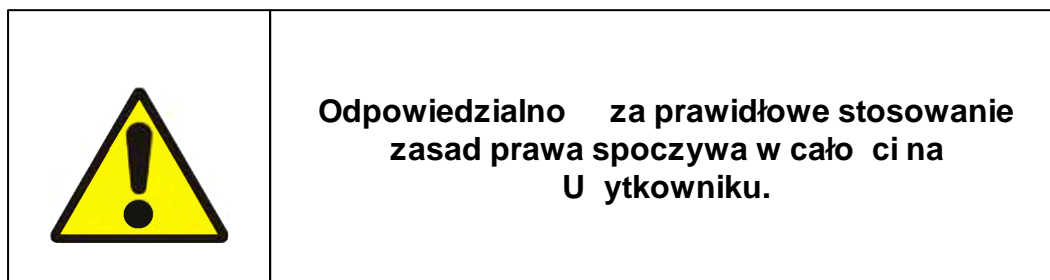 Odpowiedzialno za prawidłowe stosowanie
zasad prawa spoczywa w cało ci na
U ytkowniku.